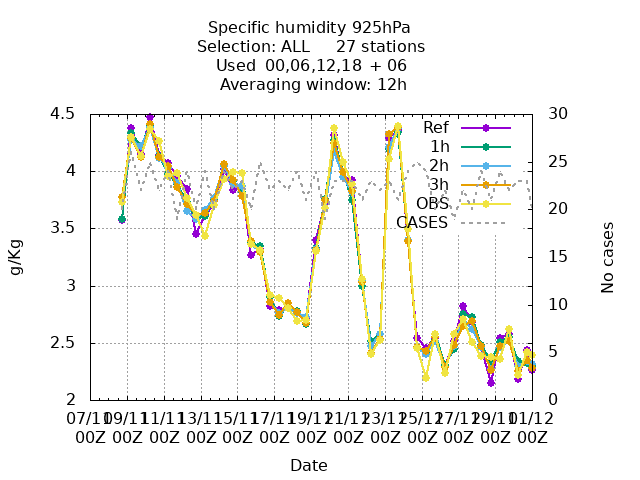 Specific humidity 925hPa
Selection: ALL     27 stations
Used 00,06,12,18 + 06
Averaging window: 12h
g/Kg
No cases
4.5
4
3.5
3
2.5
2
30
25
20
15
10
5
0
Ref
1h
2h
3h
OBS
CASES
07/11 09/11 11/11 13/11 15/11 17/11 19/11 21/11 23/11 25/11 27/11 29/11 01/12
00Z 00Z 00Z 00Z 00Z 00Z 00Z 00Z 00Z 00Z 00Z 00Z 00Z
Date